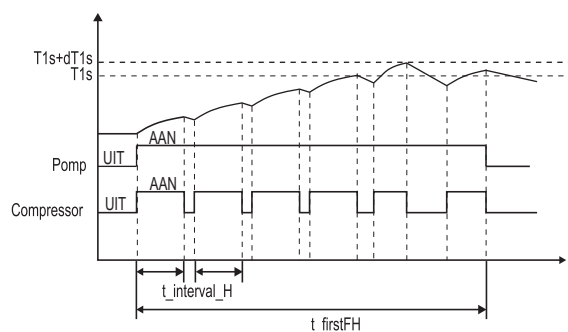 T1s+dT1s
T1s
AAN
UIT
Pomp
AAN
UIT
Compressor
t_interval_H
t_firstFH